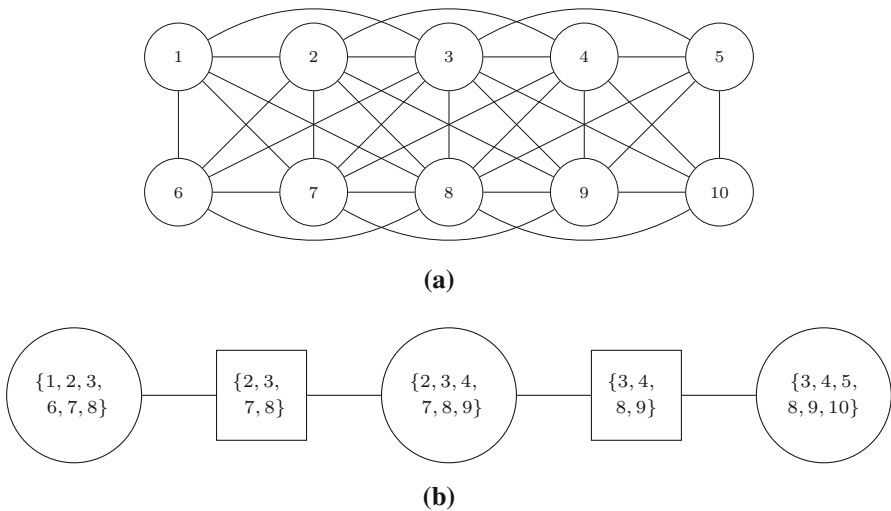 1 2 3 4 5
6 7 8 9 10
(a)
{1, 2, 3, {2, 3, {2, 3, 4, {3, 4, {3, 4, 5,
6, 7, 8} 7, 8} 7, 8, 9} 8, 9} 8, 9, 10}
(b)